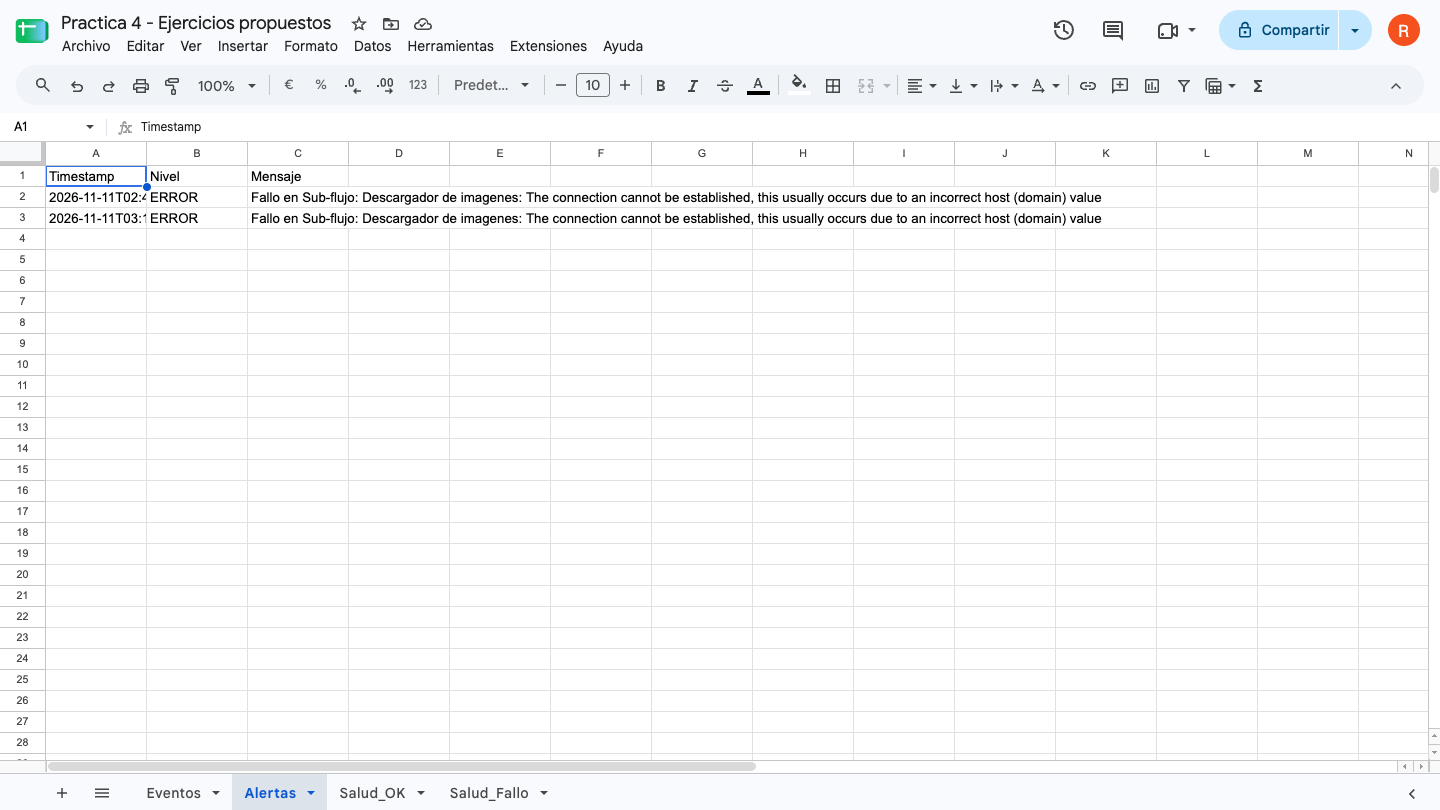 Practica 4 - Ejercicios propuestos
Archivo Editar Ver Insertar Formato Datos Herramientas Extensiones Ayuda
Compartir
R
100% € % .0 .00 123 Predet... 10 B I S A
A1 fx Timestamp
A B C D E F G H I J K L M N
1 Timestamp Nivel Mensaje
2 2026-11-11T02:4 ERROR Fallo en Sub-flujo: Descargador de imagenes: The connection cannot be established, this usually occurs due to an incorrect host (domain) value
3 2026-11-11T03:1 ERROR Fallo en Sub-flujo: Descargador de imagenes: The connection cannot be established, this usually occurs due to an incorrect host (domain) value
4
5
6
7
8
9
10
11
12
13
14
15
16
17
18
19
20
21
22
23
24
25
26
27
28
Eventos Alertas Salud_OK Salud_Fallo